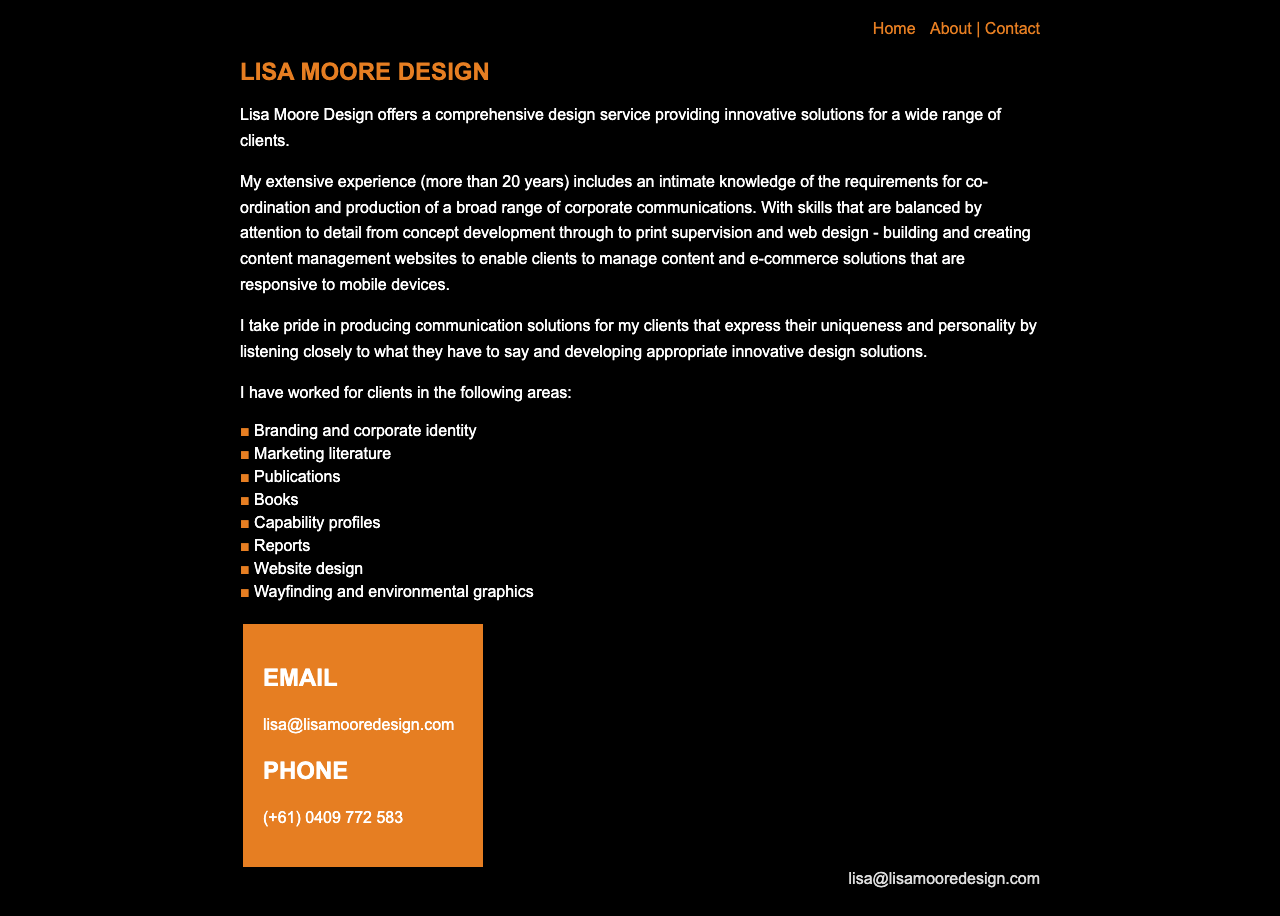 Home About | Contact
LISA MOORE DESIGN
Lisa Moore Design offers a comprehensive design service providing innovative solutions for a wide range of
clients.
My extensive experience (more than 20 years) includes an intimate knowledge of the requirements for co-
ordination and production of a broad range of corporate communications. With skills that are balanced by
attention to detail from concept development through to print supervision and web design - building and creating
content management websites to enable clients to manage content and e-commerce solutions that are
responsive to mobile devices.
I take pride in producing communication solutions for my clients that express their uniqueness and personality by
listening closely to what they have to say and developing appropriate innovative design solutions.
I have worked for clients in the following areas:
■ Branding and corporate identity
■ Marketing literature
■ Publications
■ Books
■ Capability profiles
■ Reports
■ Website design
■ Wayfinding and environmental graphics
EMAIL
lisa@lisamooredesign.com
PHONE
(+61) 0409 772 583
lisa@lisamooredesign.com